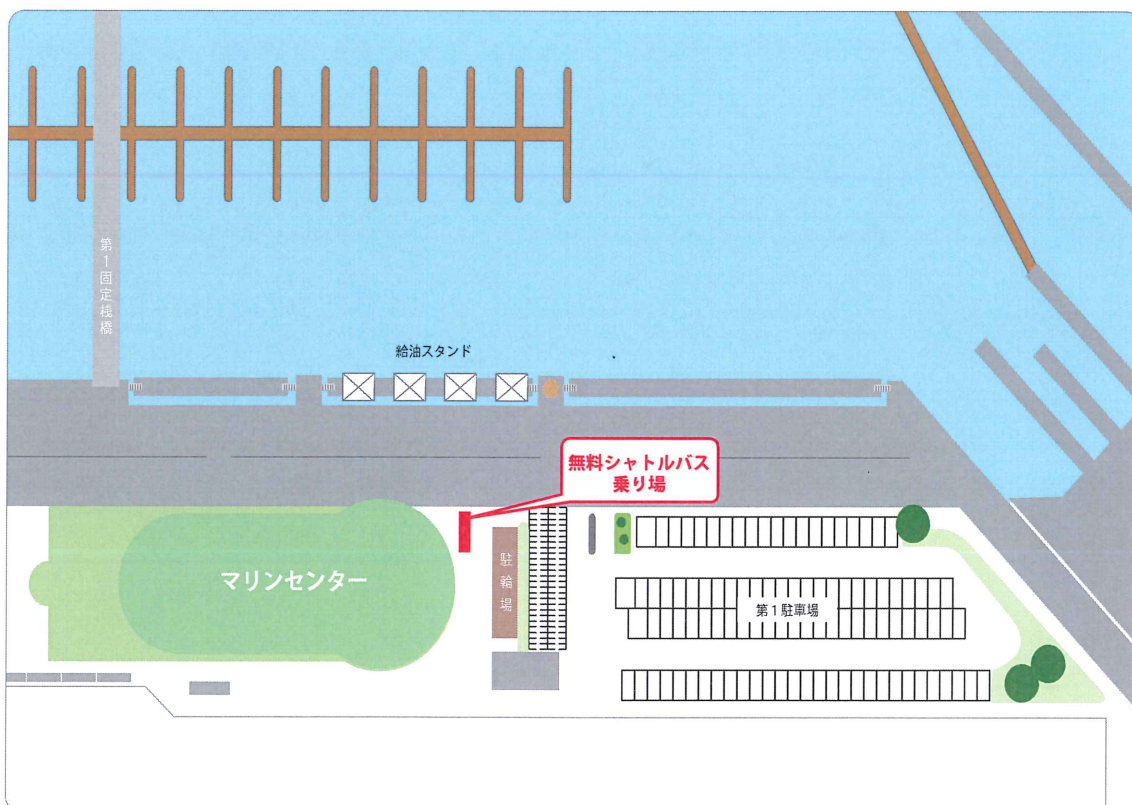 第1固定桟橋
給油スタンド
無料シャトルバス
乗り場
マリンセンター
駐輪場
第1駐車場